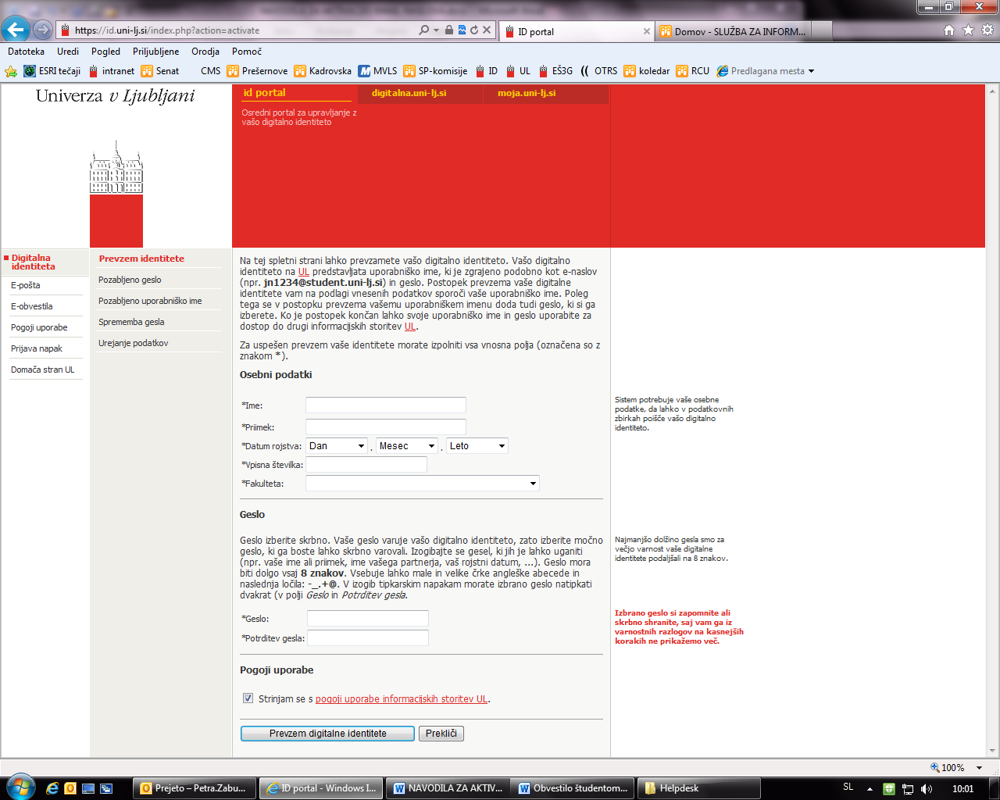 https://id.uni-lj.si/index.php?action=activate
ID portal
Domov - SLUŽBA ZA INFORM...
Datoteka Uredi Pogled Priljubljene Orodja Pomoč
ESRI tečaji intranet Senat CMS Prešernove Kadrovska MVLS SP-komisije ID UL EŠ3G OTRS koledar RCU Predlagana mesta
Univerza v Ljubljani
id portal
digitalna.uni-lj.si
moja.uni-lj.si
Osredni portal za upravljanje z
vašo digitalno identiteto
Digitalna
identiteta
E-pošta
E-obvestila
Pogoji uporabe
Prijava napak
Domača stran UL
Prevzem identitete
Pozabljeno geslo
Pozabljeno uporabniško ime
Sprememba gesla
Urejanje podatkov
Na tej spletni strani lahko prevzamete vašo digitalno identiteto. Vašo digitalno
identiteto na UL predstavljata uporabniško ime, ki je zgrajeno podobno kot e-naslov
(npr. jn1234@student.uni-lj.si) in geslo. Postopek prevzema vaše digitalne
identitete vam na podlagi vnesenih podatkov sporoči vaše uporabniško ime. Poleg
tega se v postopku prevzema vašemu uporabniškem imenu doda tudi geslo, ki si ga
izberete. Ko je postopek končan lahko svoje uporabniško ime in geslo uporabite za
dostop do drugi informacijskih storitev UL.
Za uspešen prevzem vaše identitete morate izpolniti vsa vnosna polja (označena so z
znakom *).
Osebni podatki
*Ime:
*Priimek:
*Datum rojstva: Dan . Mesec . Leto
*Vpisna številka:
*Fakulteta:
Sistem potrebuje vaše osebne
podatke, da lahko v podatkovnih
zbirkah poišče vašo digitalno
identiteto.
Geslo
Geslo izberite skrbno. Vaše geslo varuje vašo digitalno identiteto, zato izberite močno
geslo, ki ga boste lahko skrbno varovali. Izogibajte se gesel, ki jih je lahko uganiti
(npr. vaše ime ali priimek, ime vašega partnerja, vaš rojstni datum, ...). Geslo mora
biti dolgo vsaj 8 znakov. Vsebuje lahko male in velike črke angleške abecede in
naslednja ločila: -_.+@. V izogib tipkarskim napakam morate izbrano geslo natipkati
dvakrat (v polji Geslo in Potrditev gesla.
Najmanjšo dolžino gesla smo za
večjo varnost vaše digitalne
identitete podaljšali na 8 znakov.
*Geslo:
*Potrditev gesla:
Izbrano geslo si zapomnite ali
skrbno shranite, saj vam ga iz
varnostnih razlogov na kasnejših
korakih ne prikažemo več.
Pogoji uporabe
Strinjam se s pogoji uporabe informacijskih storitev UL.
Prevzem digitalne identitete
Prekliči
100%
Prejeto – Petra.Zabu...
ID portal - Windows I...
NAVODILA ZA AKTIV...
Obvestilo študentom...
Helpdesk
SL
10:01